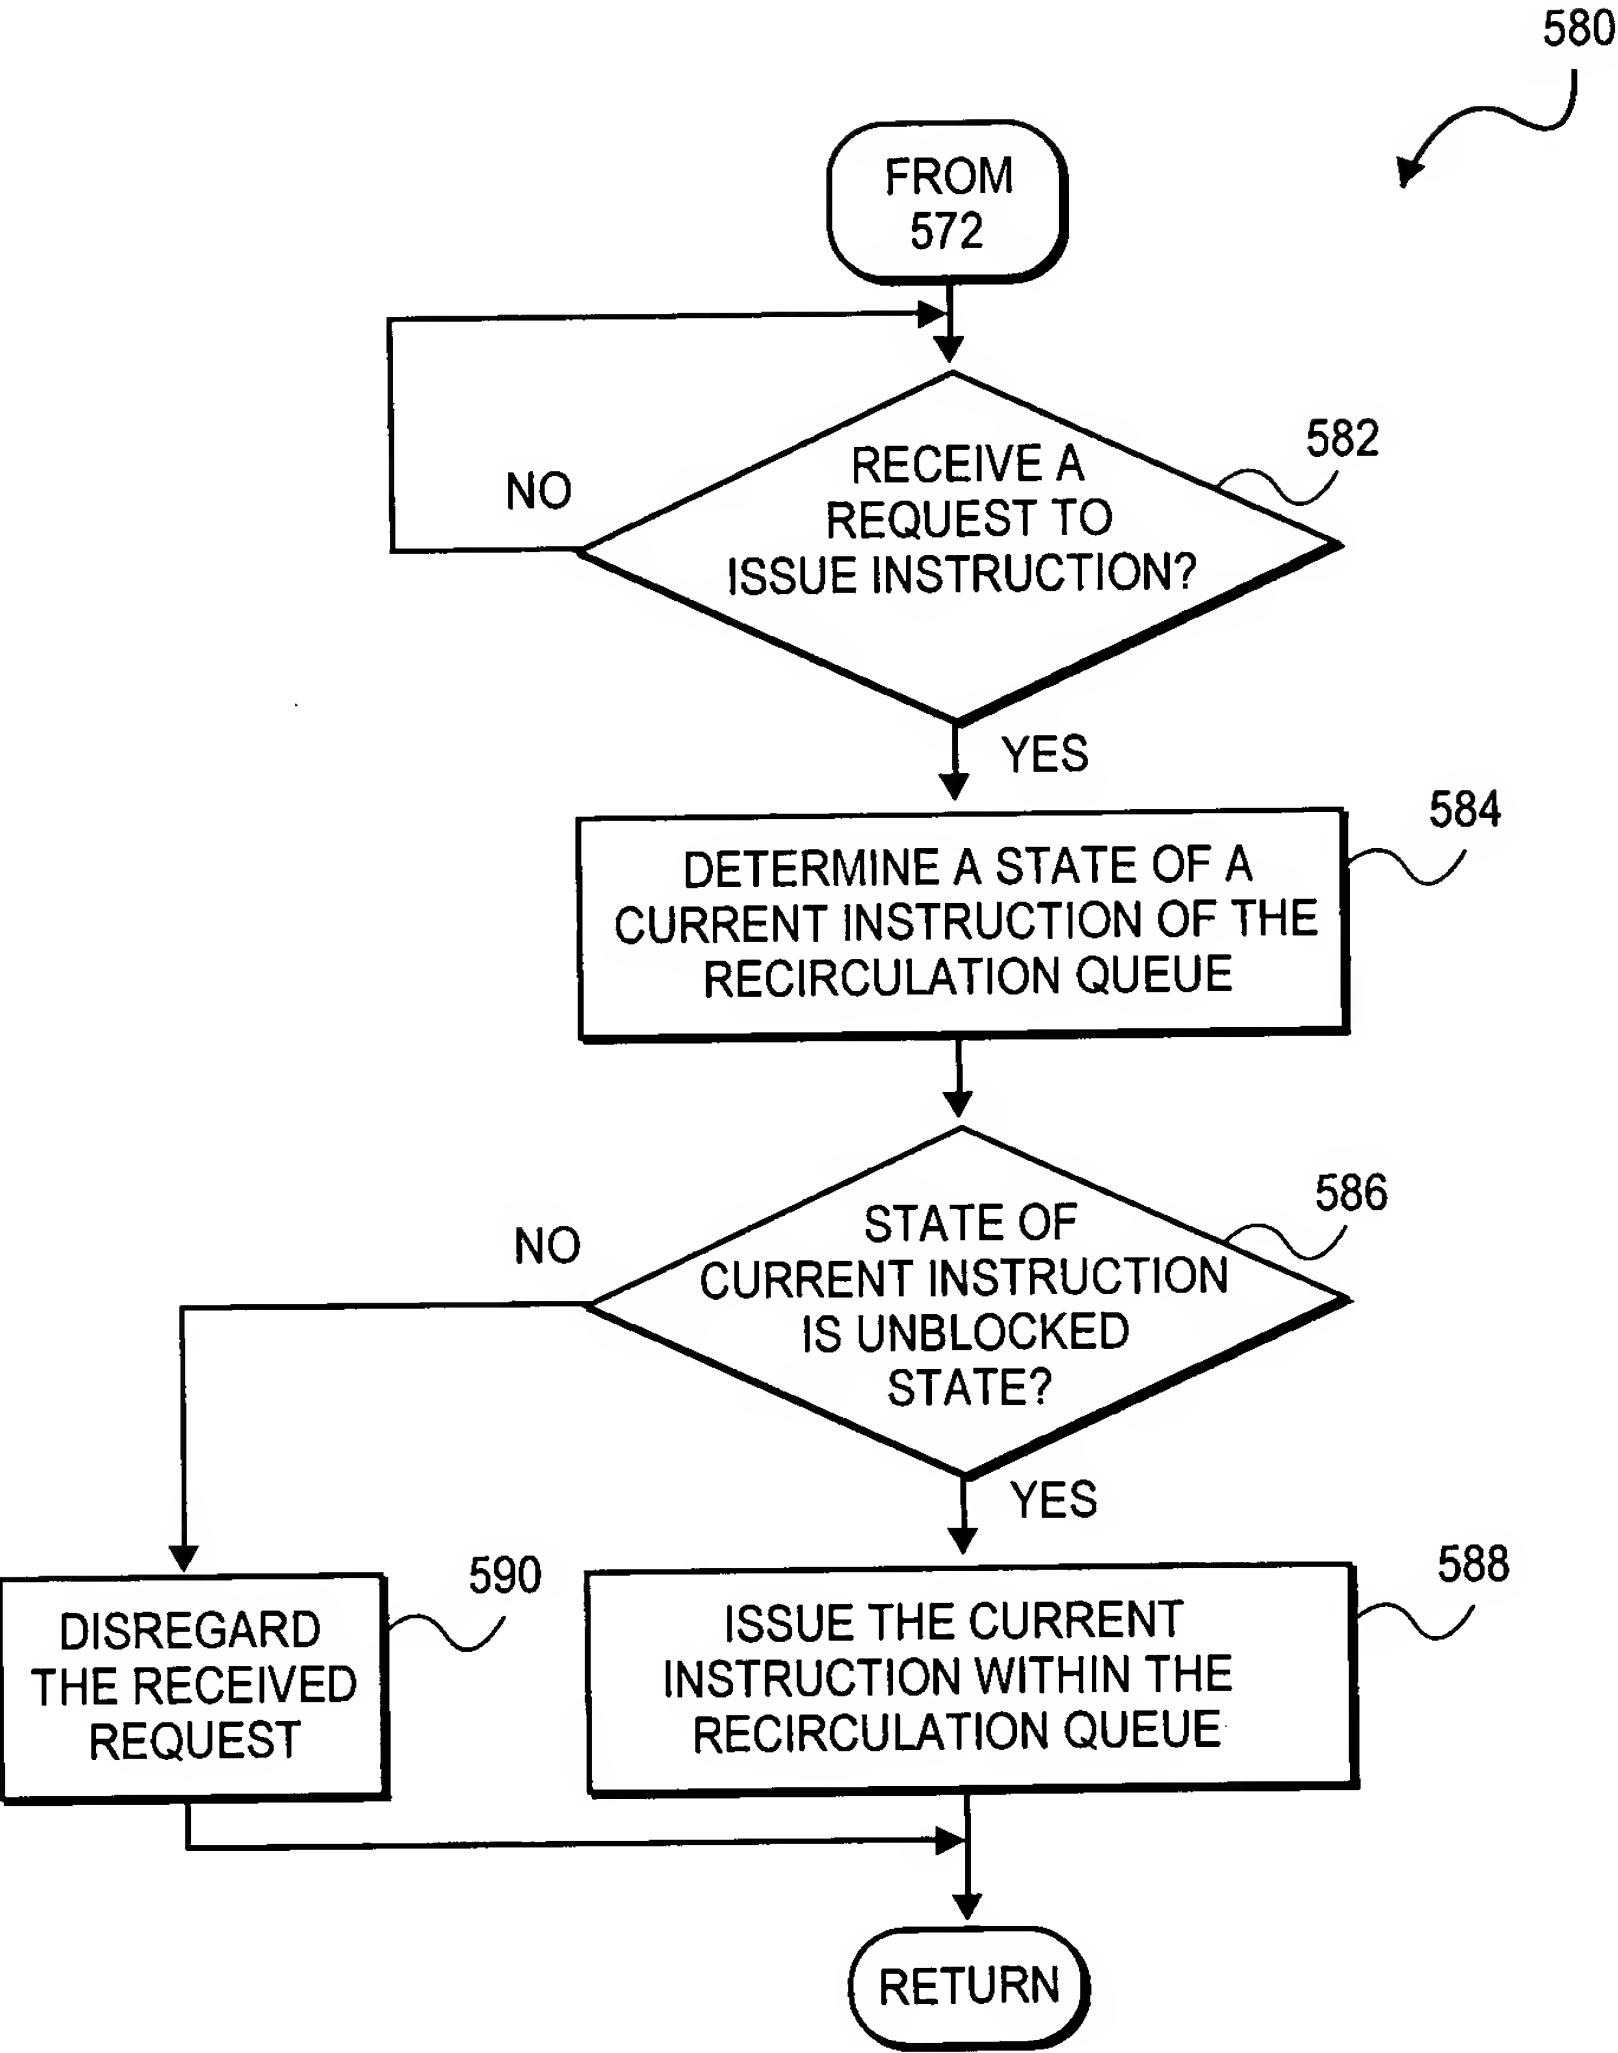 580
FROM
572
582
NO
RECEIVE A
REQUEST TO
ISSUE INSTRUCTION?
YES
584
DETERMINE A STATE OF A
CURRENT INSTRUCTION OF THE
RECIRCULATION QUEUE
586
NO
STATE OF
CURRENT INSTRUCTION
IS UNBLOCKED
STATE?
YES
590
588
DISREGARD
THE RECEIVED
REQUEST
ISSUE THE CURRENT
INSTRUCTION WITHIN THE
RECIRCULATION QUEUE
RETURN